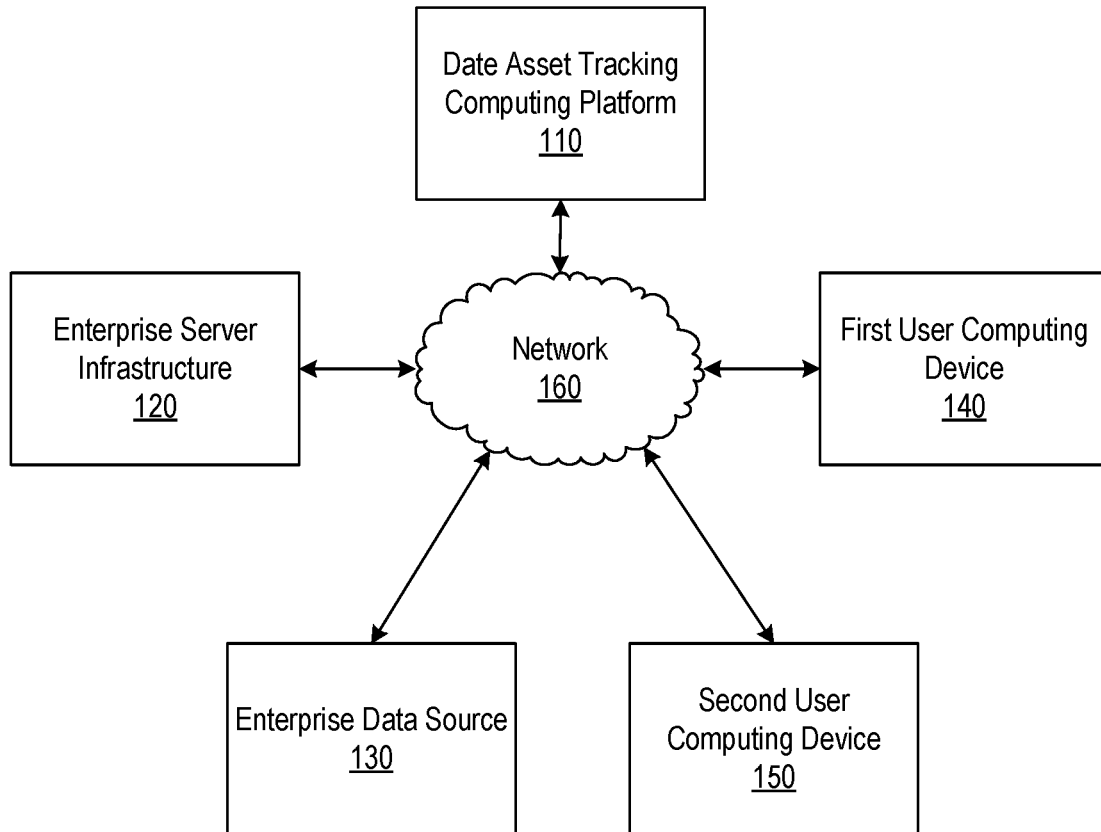 Date Asset Tracking
Computing Platform
110
Enterprise Server
Infrastructure
120
Network
160
First User Computing
Device
140
Enterprise Data Source
130
Second User
Computing Device
150